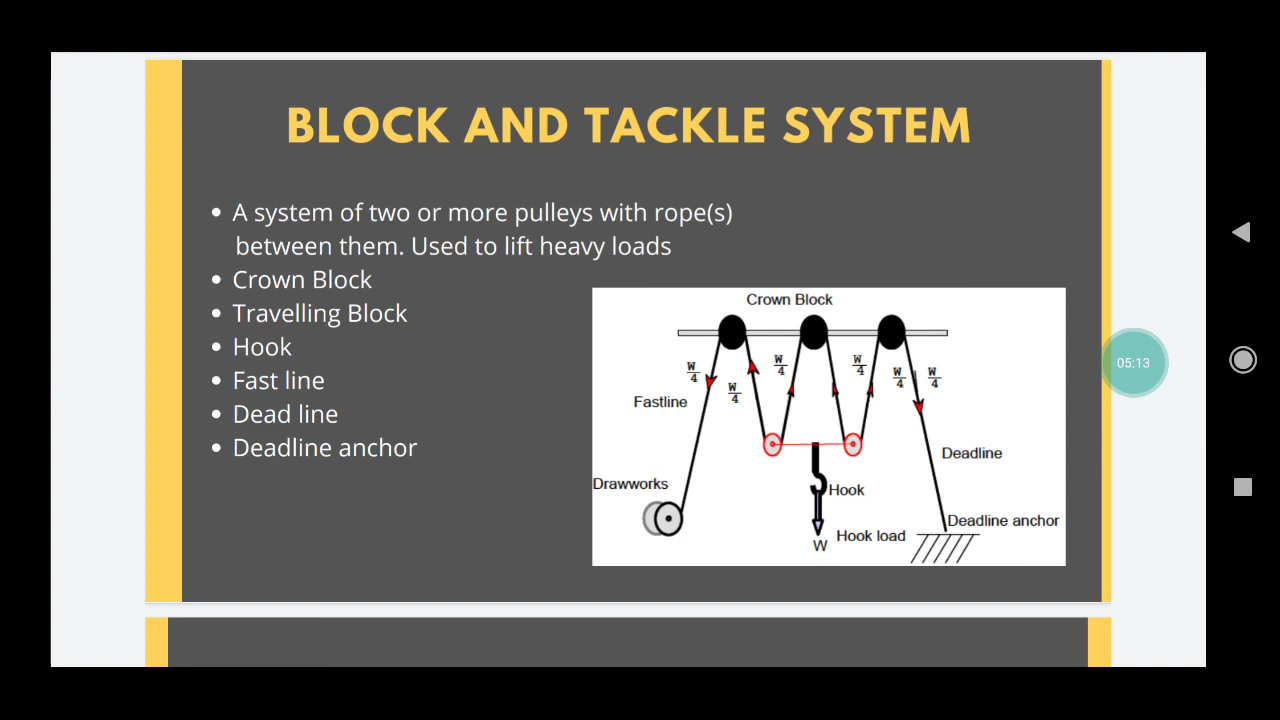 BLOCK AND TACKLE SYSTEM
• A system of two or more pulleys with rope(s)
between them. Used to lift heavy loads
• Crown Block
• Travelling Block
• Hook
• Fast line
• Dead line
• Deadline anchor
Crown Block
W/4
W/4
W/4
W/4
W/4
W/4
Fastline
Deadline
Drawworks
Hook
Deadline anchor
Hook load
W
05:13